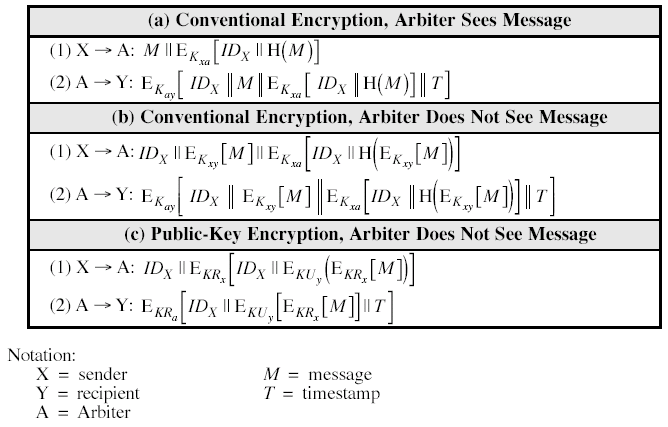 (a) Conventional Encryption, Arbiter Sees Message
(1) X → A: M || E_{K_{xa}}[ID_X || H(M)]
(2) A → Y: E_{K_{ay}}[ID_X || M || E_{K_{xa}}[ID_X || H(M)] || T]
(b) Conventional Encryption, Arbiter Does Not See Message
(1) X → A: ID_X || E_{K_{xy}}[M] || E_{K_{xa}}[ID_X || H(E_{K_{xy}}[M])]
(2) A → Y: E_{K_{ay}}[ID_X || E_{K_{xy}}[M] || E_{K_{xa}}[ID_X || H(E_{K_{xy}}[M])] || T]
(c) Public-Key Encryption, Arbiter Does Not See Message
(1) X → A: ID_X || E_{KR_x}[ID_X || E_{KU_y}(E_{KR_x}[M])]
(2) A → Y: E_{KR_a}[ID_X || E_{KU_y}[E_{KR_x}[M]] || T]
Notation:
X = sender M = message
Y = recipient T = timestamp
A = Arbiter